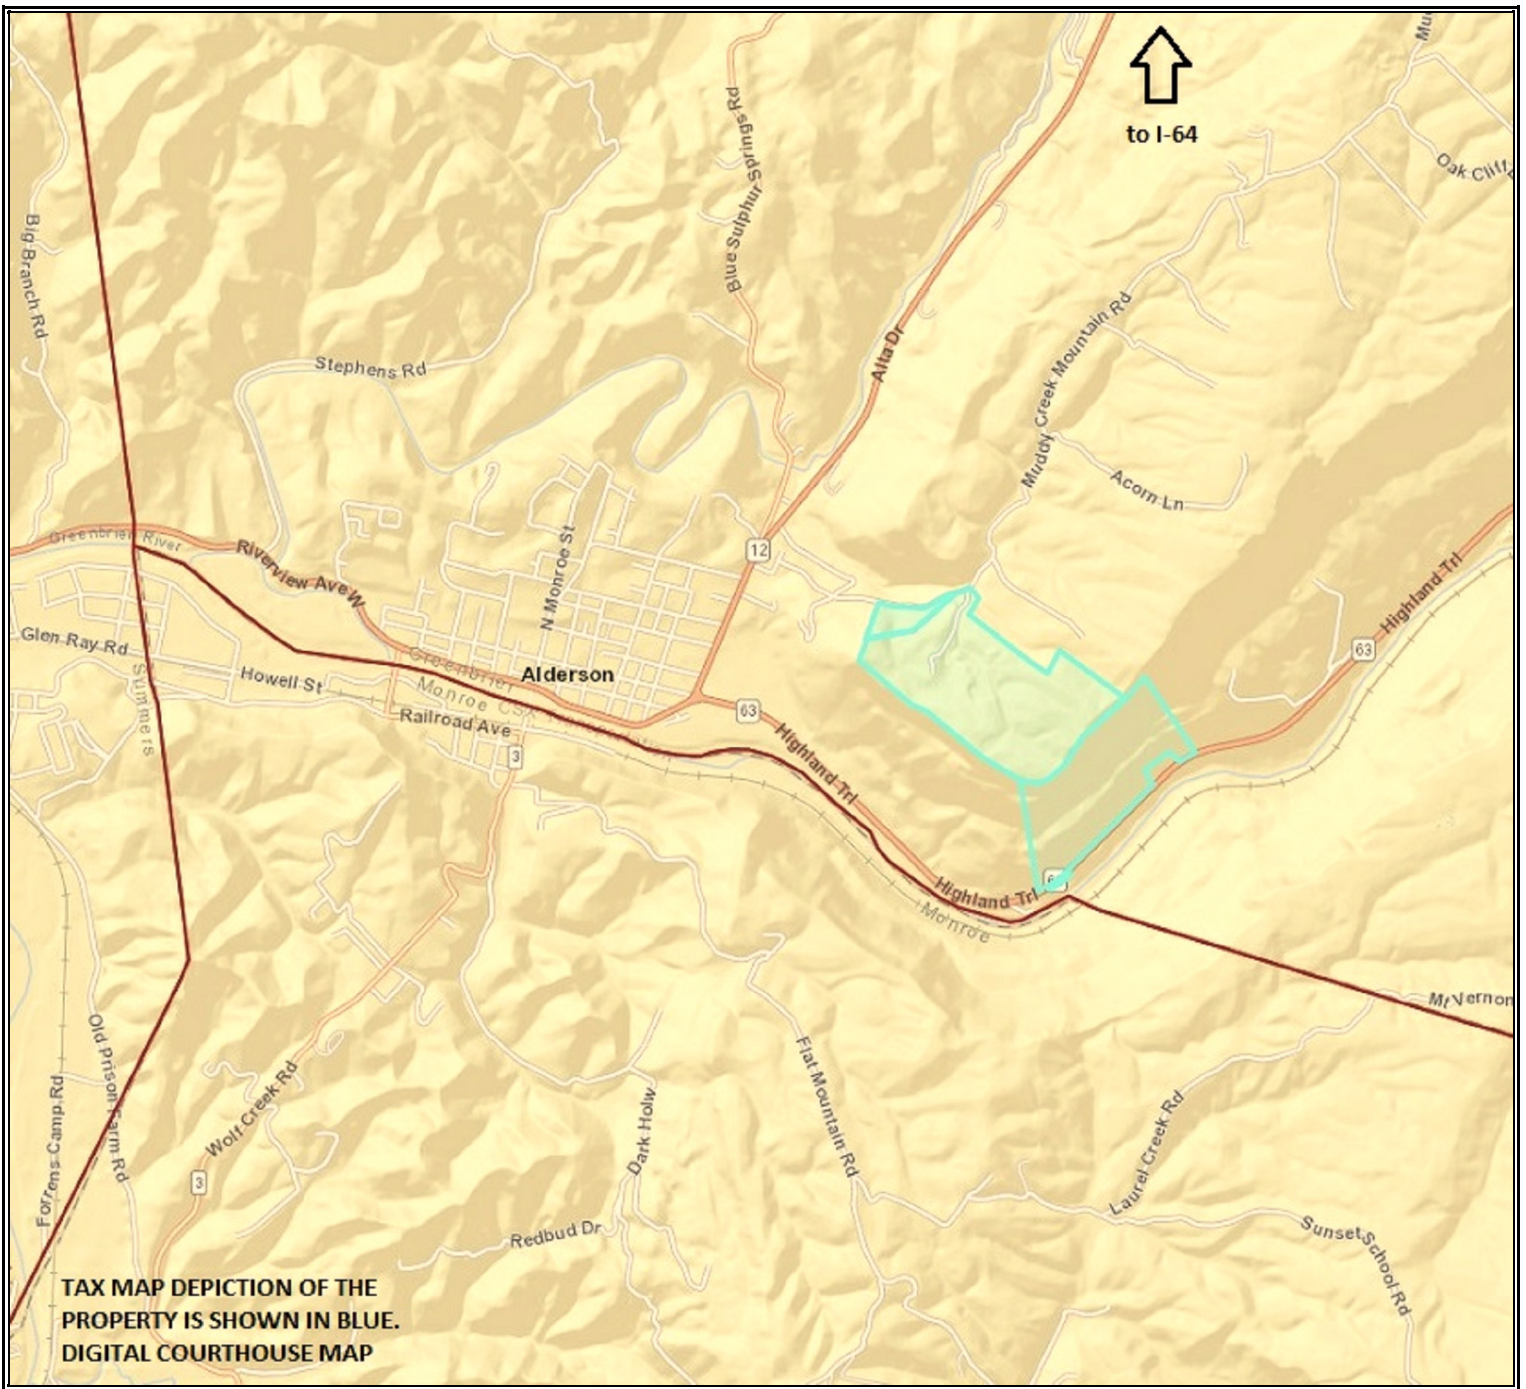 to I-64
Oak Cliff
Big Branch Rd
Blue Sulphur Springs Rd
Stephens Rd
Alta Dr
Muddy Creek Mountain Rd
Acorn Ln
Greenbrier River
Riverview Ave W
N Monroe St
12
Highland Trl
63
Glen Ray Rd
Summers
Howell St
Alderson
Greenbrier
Monroe CSX
Railroad Ave
3
63
Highland Trl
Highland Trl
Monroe
Mt Vernon
Old Prison Farm Rd
Forrens Camp Rd
Wolf Creek Rd
3
Flat Mountain Rd
Dark Holw
Redbud Dr
Laurel Creek Rd
Sunset School Rd
TAX MAP DEPICTION OF THE
PROPERTY IS SHOWN IN BLUE.
DIGITAL COURTHOUSE MAP